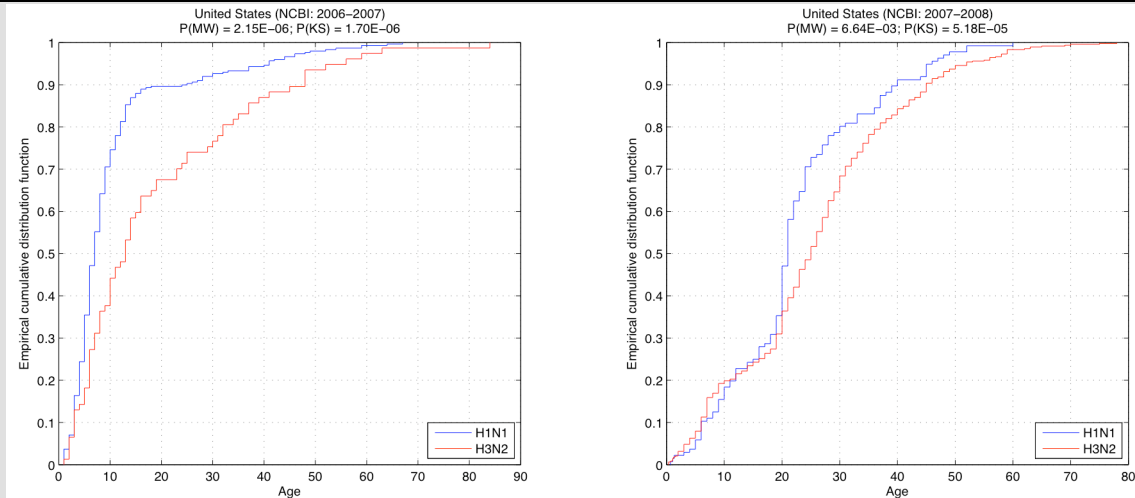 United States (NCBI: 2006–2007)
P(MW) = 2.15E−06; P(KS) = 1.70E−06
1
0.9
0.8
0.7
0.6
0.5
0.4
0.3
0.2
0.1
0
Empirical cumulative distribution function
0 10 20 30 40 50 60 70 80 90
Age
H1N1
H3N2
United States (NCBI: 2007–2008)
P(MW) = 6.64E−03; P(KS) = 5.18E−05
1
0.9
0.8
0.7
0.6
0.5
0.4
0.3
0.2
0.1
0
Empirical cumulative distribution function
0 10 20 30 40 50 60 70 80
Age
H1N1
H3N2